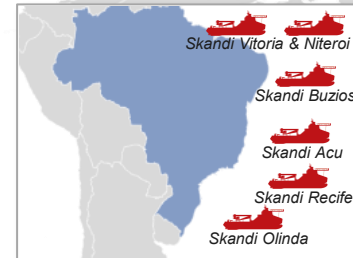 Skandi Vitoria & Niteroi
Skandi Buzios
Skandi Acu
Skandi Recife
Skandi Olinda